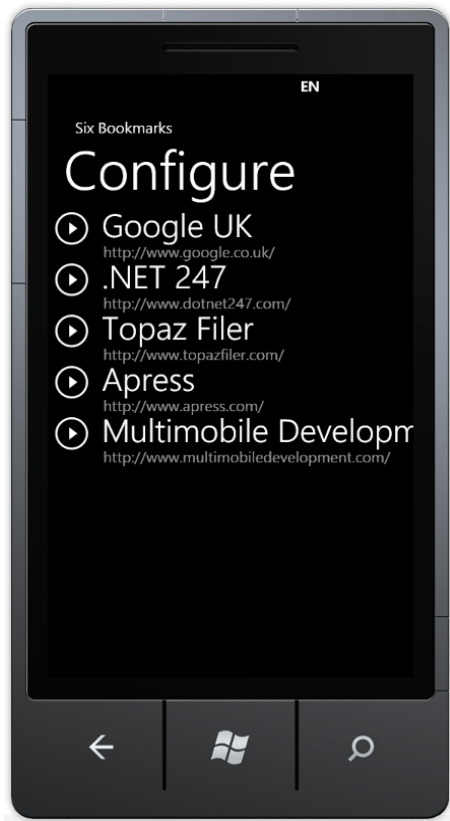 EN
Six Bookmarks
Configure
Google UK
http://www.google.co.uk/
.NET 247
http://www.dotnet247.com/
Topaz Filer
http://www.topazfiler.com/
Apress
http://www.apress.com/
Multimobile Developm
http://www.multimobiledevelopment.com/